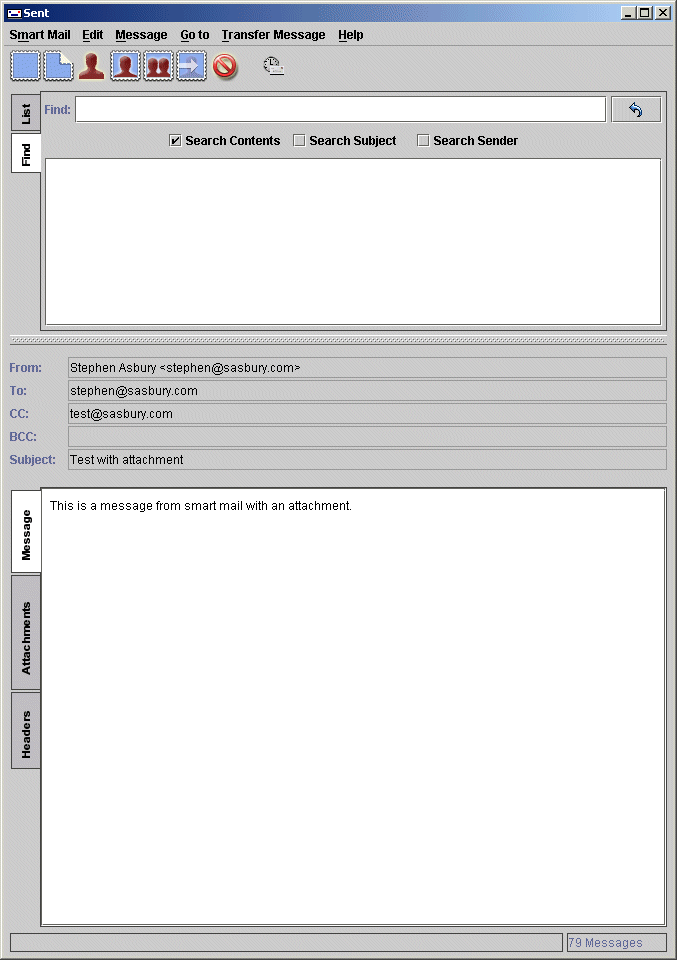 Sent
Smart Mail Edit Message Go to Transfer Message Help
List
Find:
Find
Search Contents Search Subject Search Sender
From: Stephen Asbury <stephen@sasbury.com>
To: stephen@sasbury.com
CC: test@sasbury.com
BCC:
Subject: Test with attachment
Message
This is a message from smart mail with an attachment.
Attachments
Headers
79 Messages